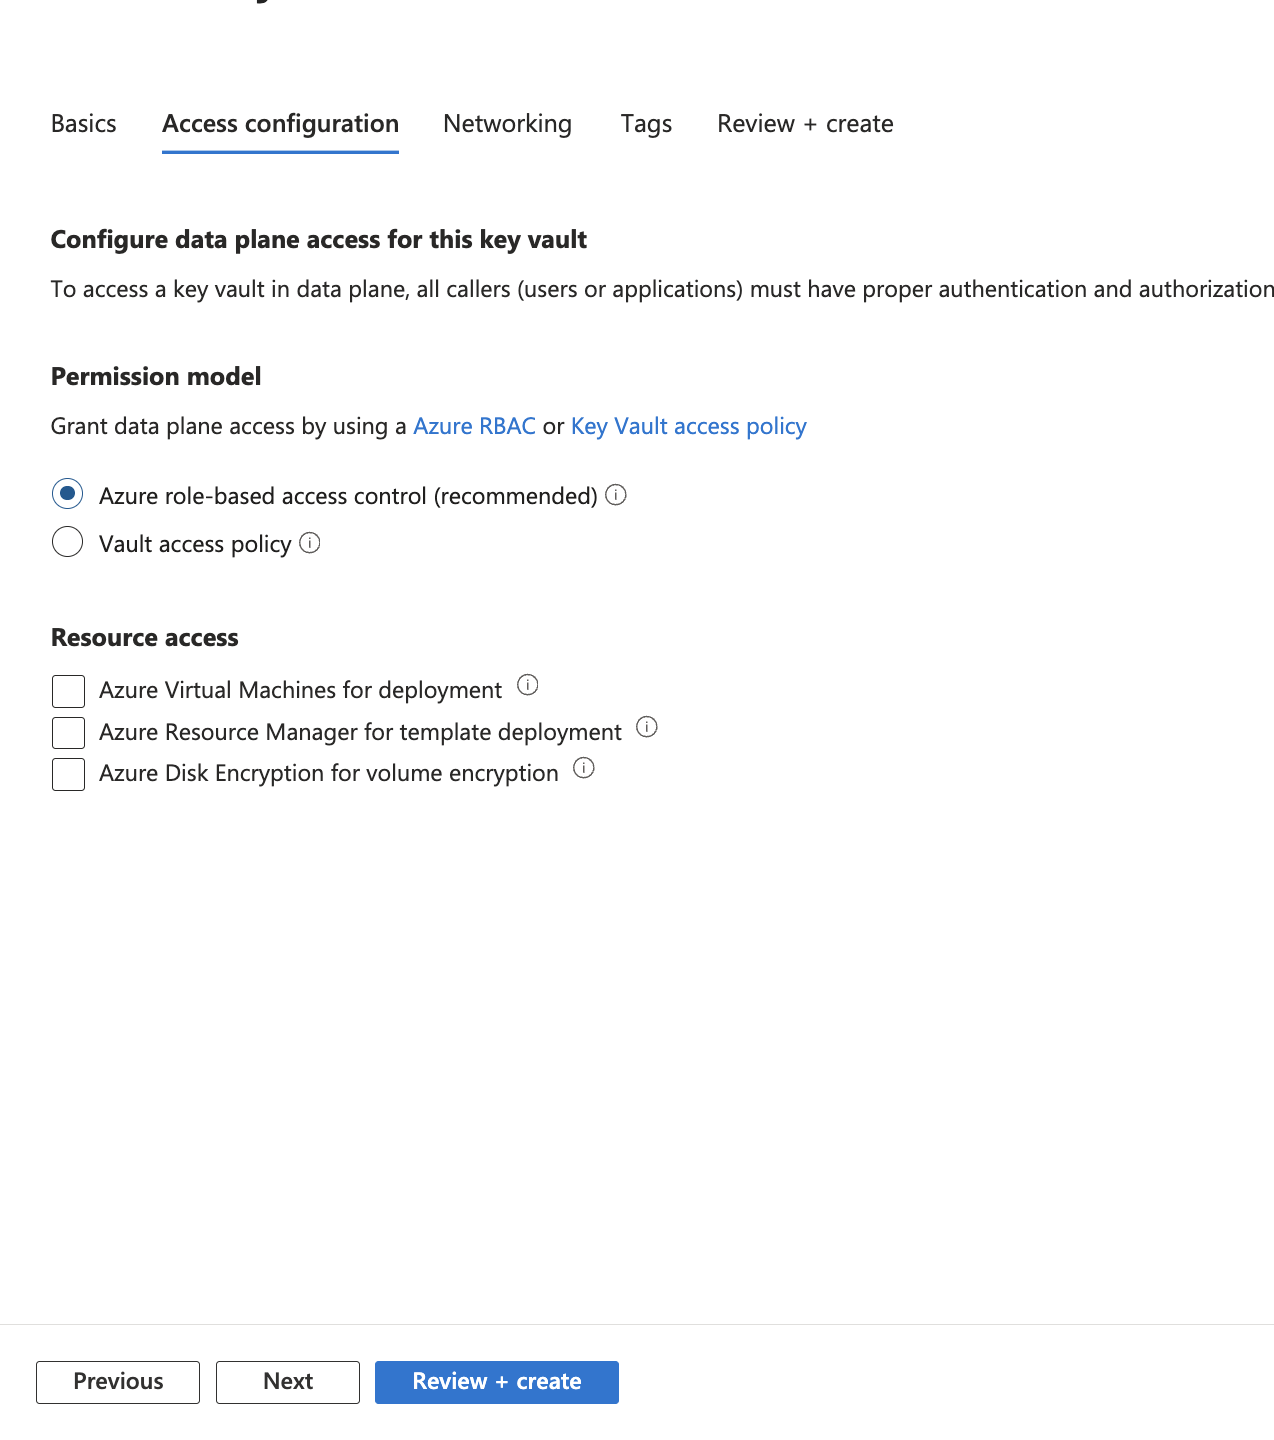 Basics Access configuration Networking Tags Review + create
Configure data plane access for this key vault
To access a key vault in data plane, all callers (users or applications) must have proper authentication and authorization
Permission model
Grant data plane access by using a Azure RBAC or Key Vault access policy
Azure role-based access control (recommended)
Vault access policy
Resource access
Azure Virtual Machines for deployment
Azure Resource Manager for template deployment
Azure Disk Encryption for volume encryption
Previous Next Review + create